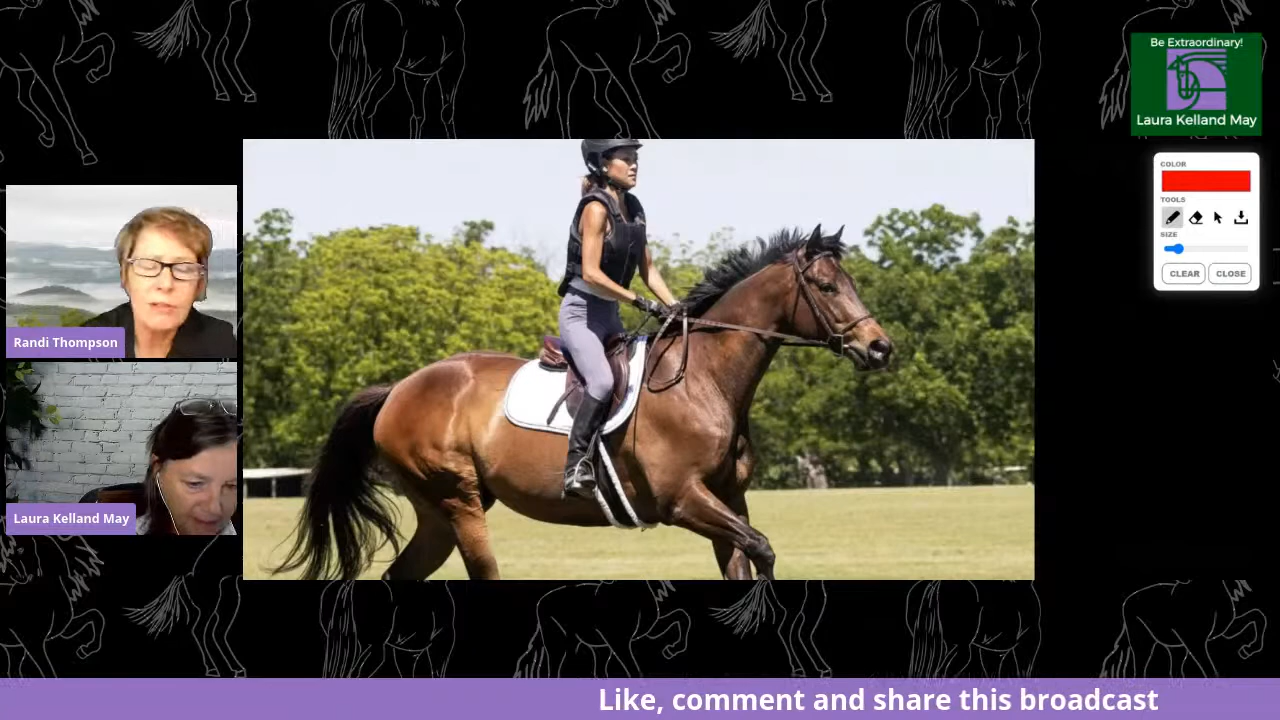 Be Extraordinary!
Laura Kelland May
COLOR
TOOLS
SIZE
CLEAR
CLOSE
Randi Thompson
Laura Kelland May
Like, comment and share this broadcast